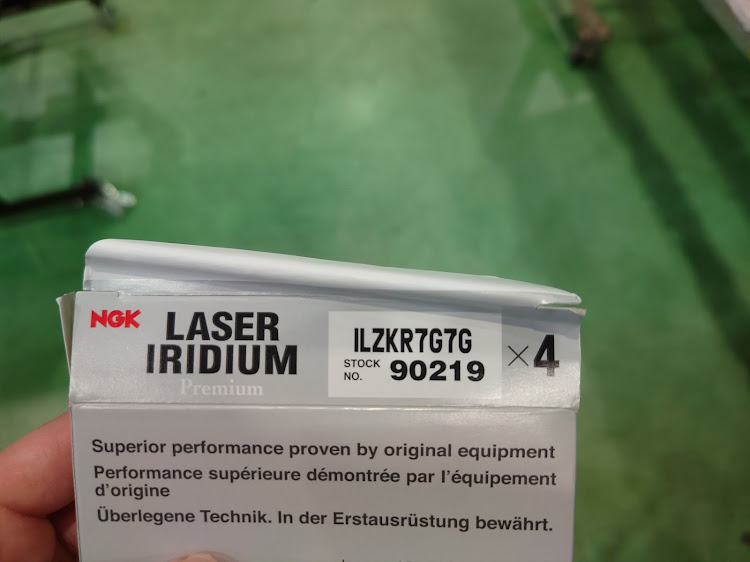 NGK
LASER
IRIDIUM
Premium
ILZKR7G7G
STOCK
NO. 90219
×4
Superior performance proven by original equipment
Performance supérieure démontrée par l'équipement
d'origine
Überlegene Technik. In der Erstausrüstung bewährt.